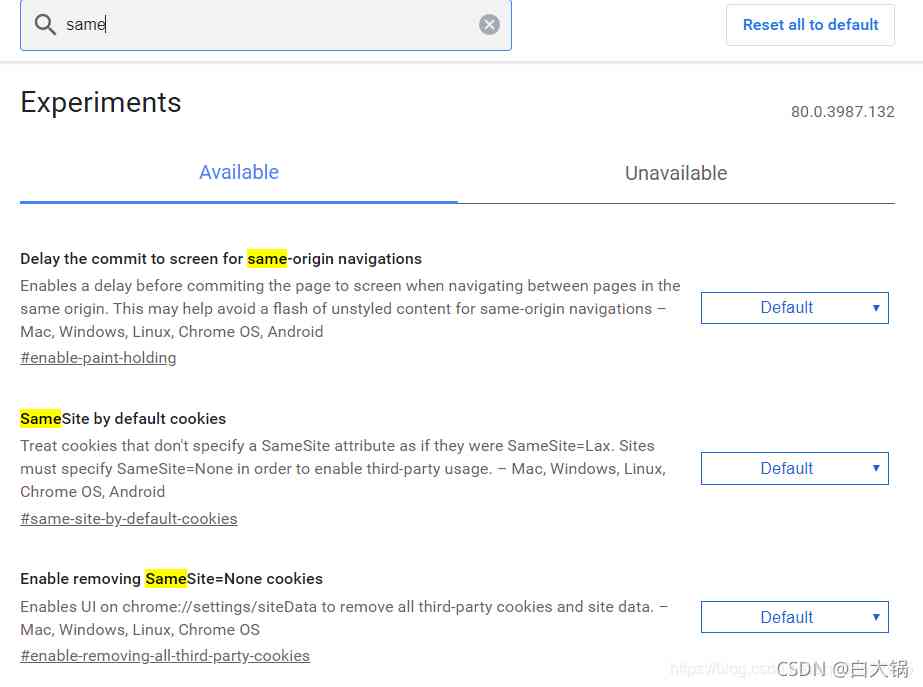 same
Reset all to default
Experiments
80.0.3987.132
Available
Unavailable
Delay the commit to screen for same-origin navigations
Enables a delay before commiting the page to screen when navigating between pages in the
same origin. This may help avoid a flash of unstyled content for same-origin navigations –
Mac, Windows, Linux, Chrome OS, Android
#enable-paint-holding
Default
SameSite by default cookies
Treat cookies that don't specify a SameSite attribute as if they were SameSite=Lax. Sites
must specify SameSite=None in order to enable third-party usage. – Mac, Windows, Linux,
Chrome OS, Android
#same-site-by-default-cookies
Default
Enable removing SameSite=None cookies
Enables UI on chrome://settings/siteData to remove all third-party cookies and site data. –
Mac, Windows, Linux, Chrome OS
#enable-removing-all-third-party-cookies
Default
CSDN @白大锅